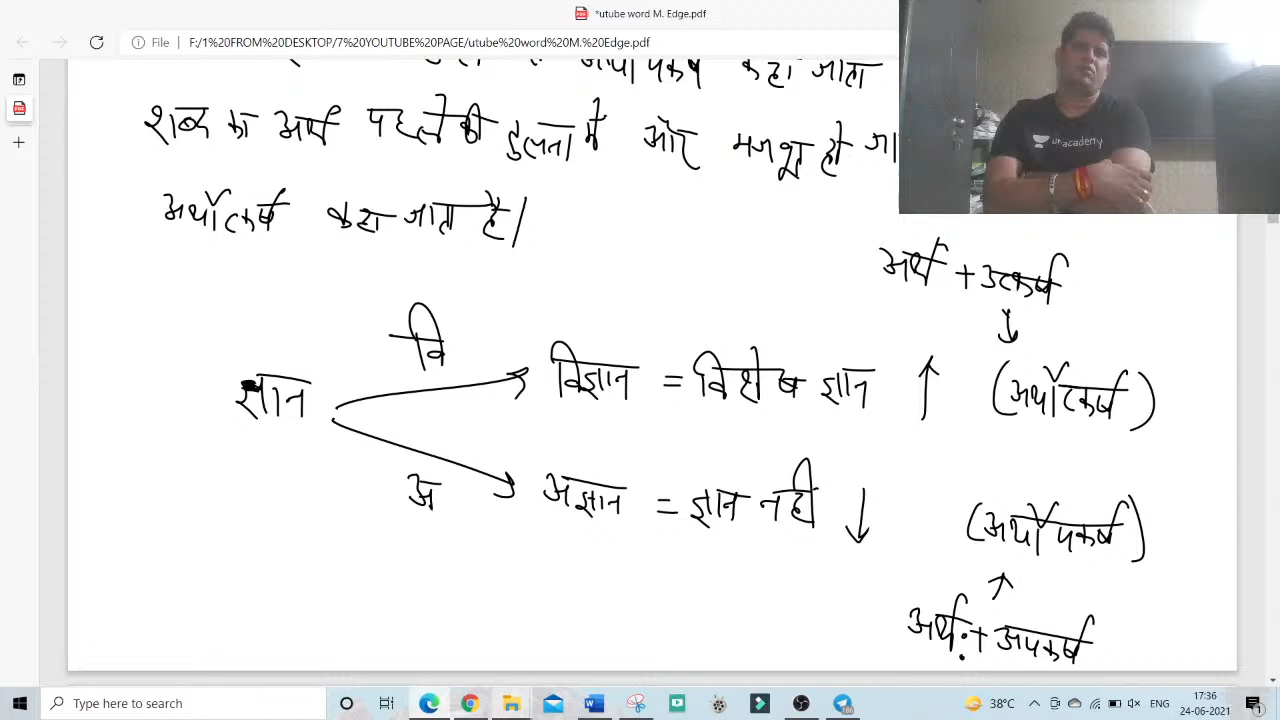 *utube word M. Edge.pdf
File F:/1%20FROM%20DESKTOP/7%20YOUTUBE%20PAGE/utube%20word%20M.%20Edge.pdf
कहा जाता
शब्द का अर्थ पहले की तुलना में और मजबूत हो जा
unacademy
अर्थोत्कर्ष कहा जाता है।
अर्थ + उत्कर्ष
वि
ज्ञान विज्ञान = विशेष ज्ञान ↑ (अर्थोत्कर्ष)
अ अज्ञान = ज्ञान नही ↓ (अर्थापकर्ष)
अर्थ + अपकर्ष
Type here to search
38°C ENG 17:36
24-06-2021